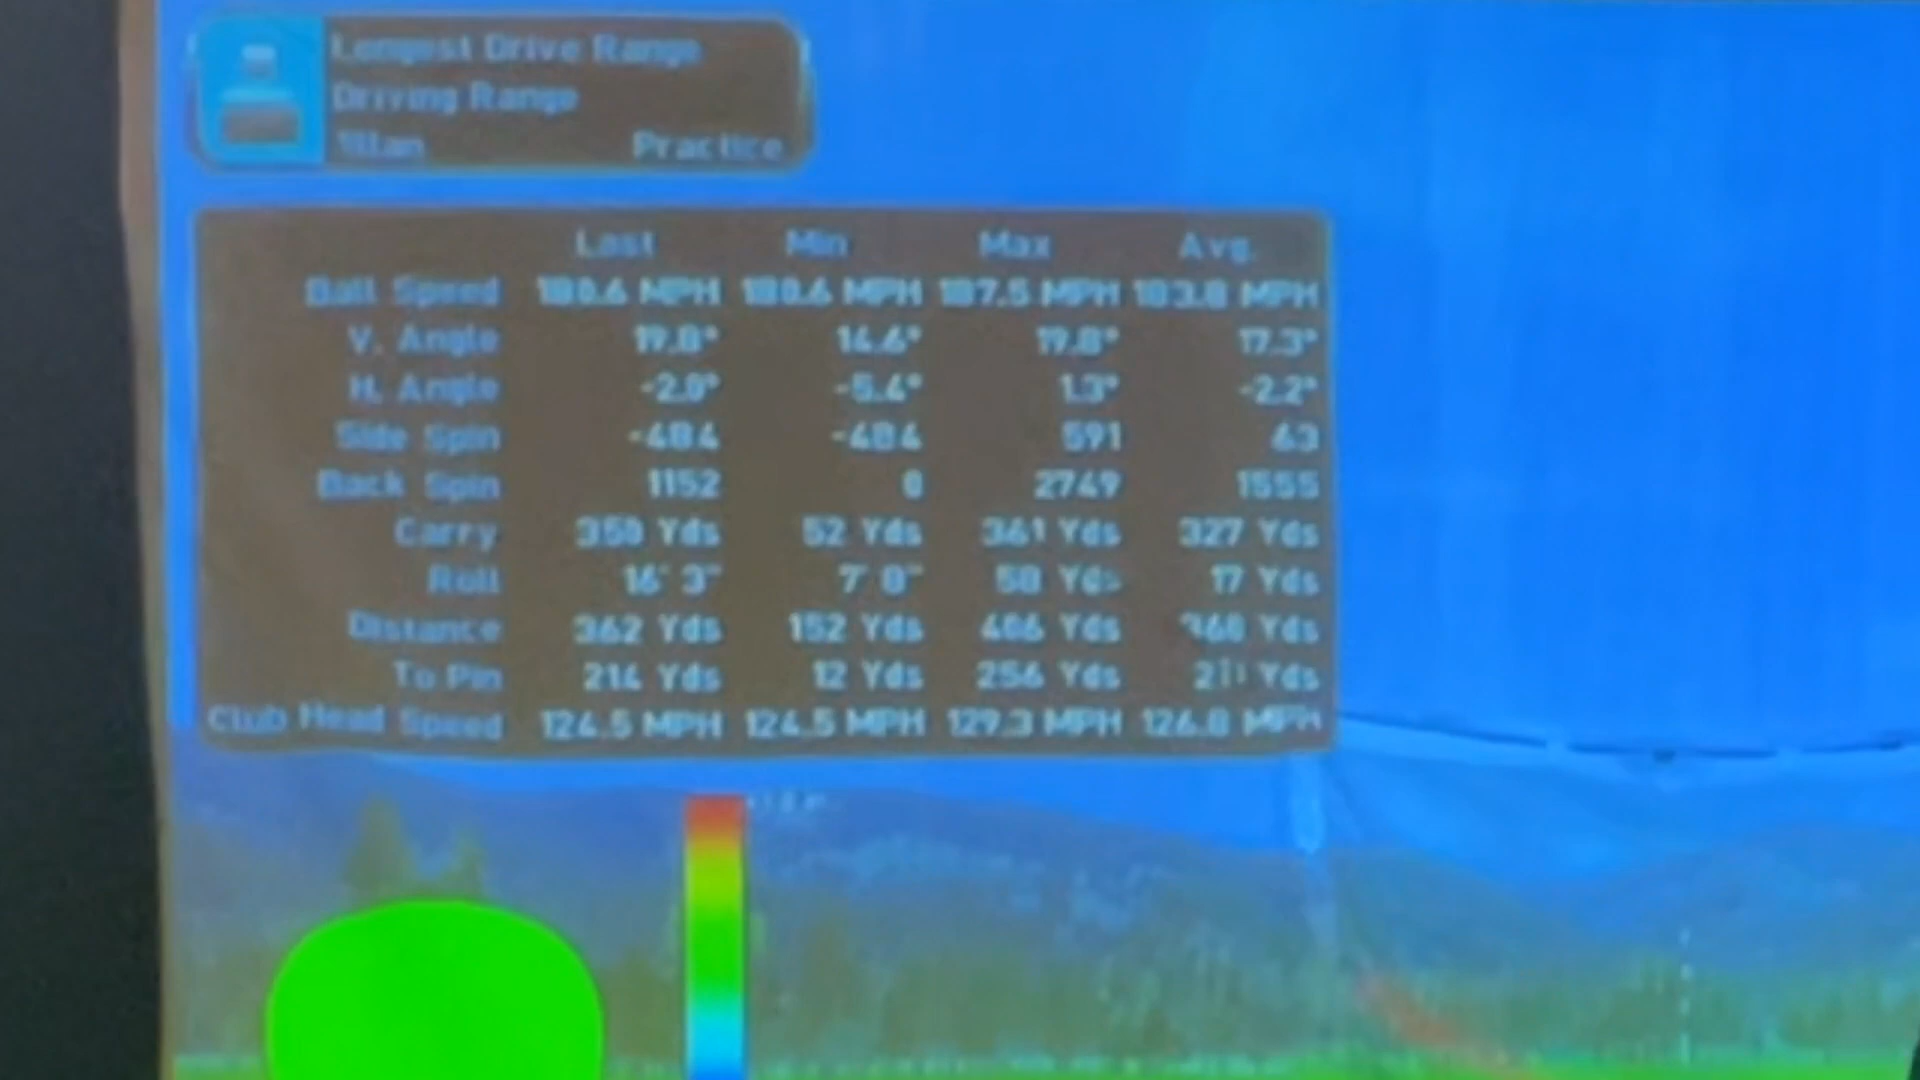 Longest Drive Range
Driving Range
Practice
Last Min Max Avg.
Ball Speed 180.6 MPH 180.6 MPH 187.5 MPH 183.8 MPH
V. Angle 19.8° 14.6° 19.8° 17.3°
H. Angle -2.0° -5.4° 1.3° -2.2°
Side Spin -484 -484 591 63
Back Spin 1152 0 2749 1555
Carry 350 Yds 52 Yds 361 Yds 327 Yds
Roll 16' 3" 7' 8" 58 Yds 17 Yds
Distance 362 Yds 152 Yds 406 Yds Yds
To Pin 214 Yds 12 Yds 256 Yds Yds
Club Head Speed 124.5 MPH 124.5 MPH 129.3 MPH 126.8 MPH